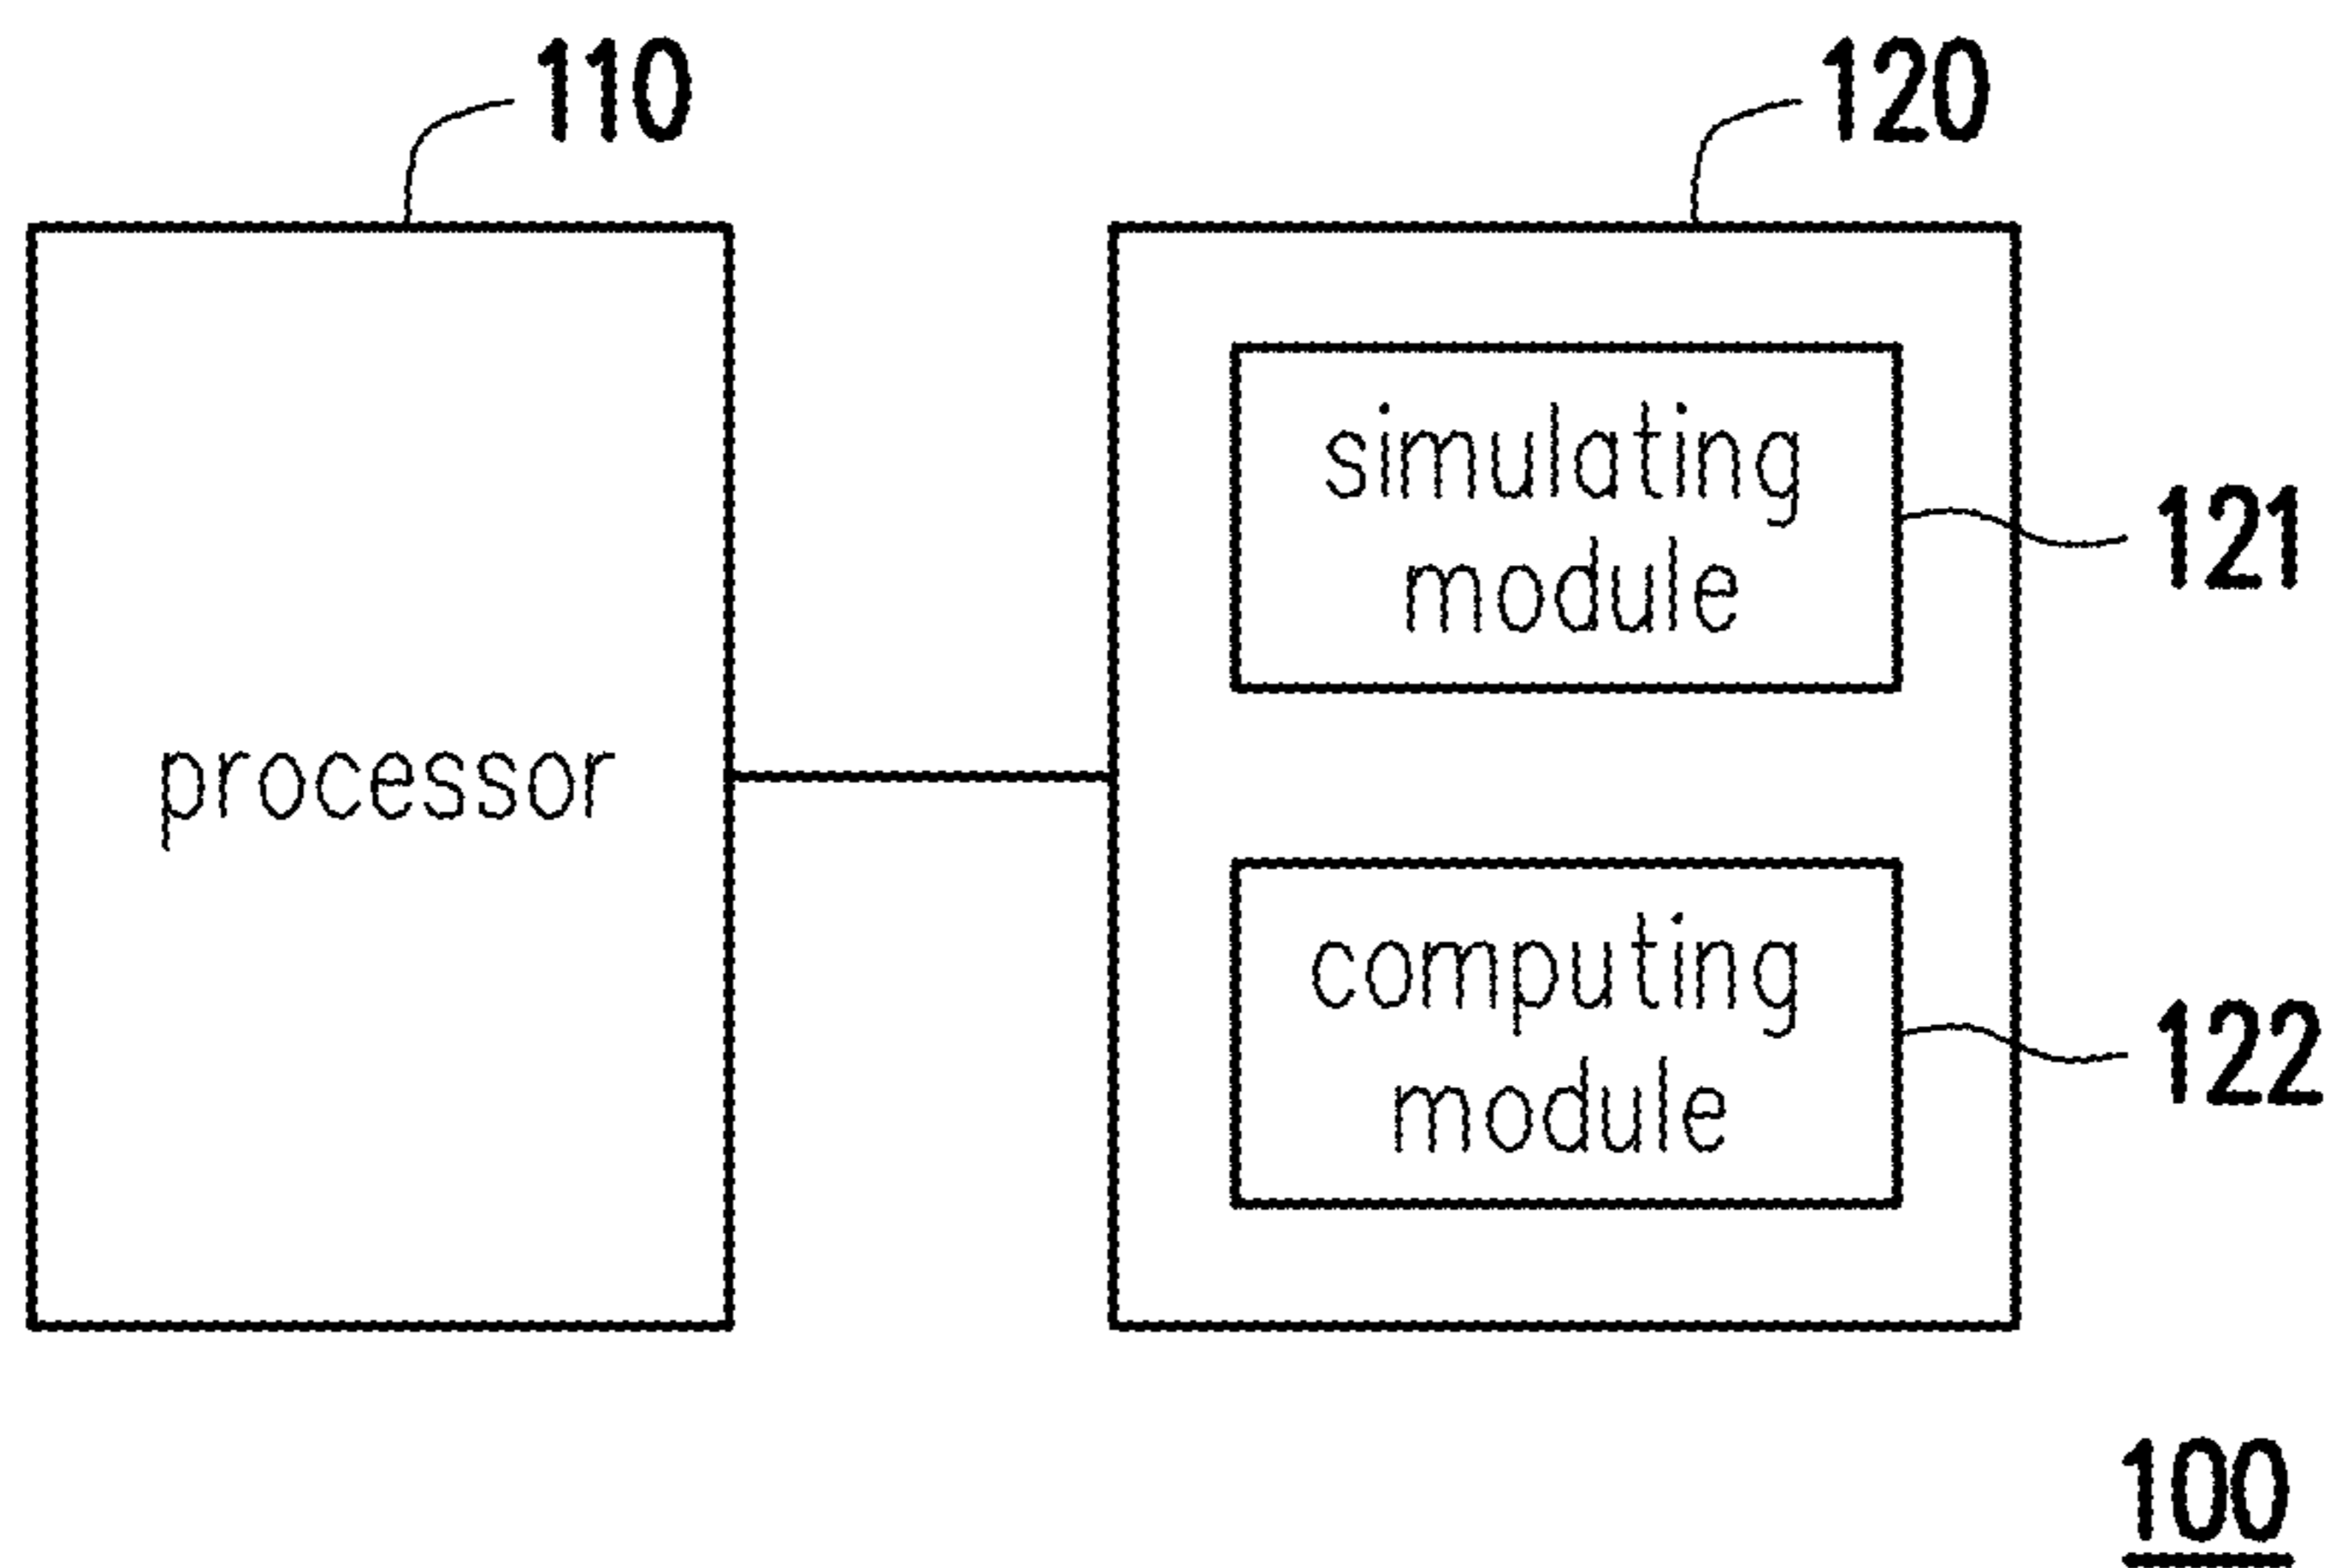 110
120
simulating
module
121
processor
computing
module
122
100